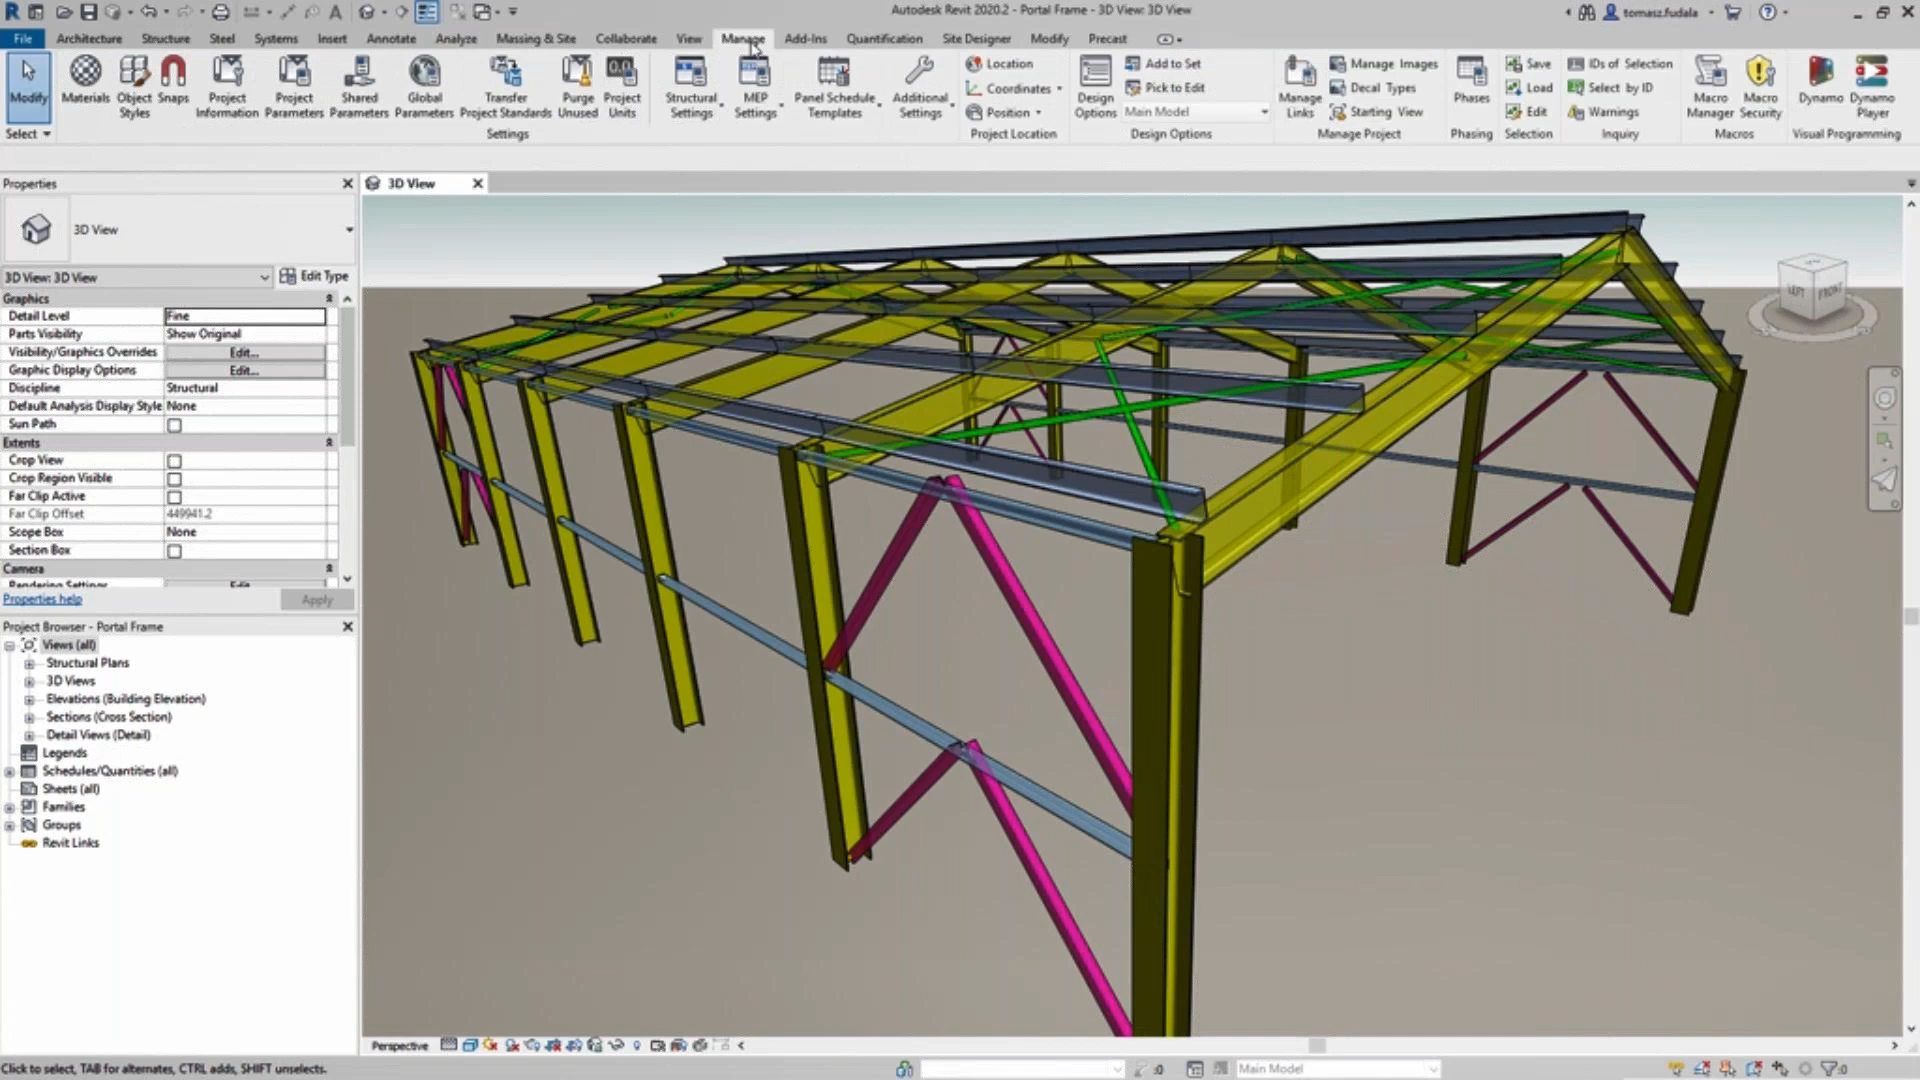 Autodesk Revit 2020.2 - Portal Frame - 3D View: 3D View
tomasz.fudala
File Architecture Structure Steel Systems Insert Annotate Analyze Massing & Site Collaborate View Manage Add-Ins Quantification Site Designer Modify Precast
Modify
Materials
Object Styles
Snaps
Project Information
Project Parameters
Shared Parameters
Global Parameters
Transfer Project Standards
Purge Unused
Project Units
Structural Settings
MEP Settings
Panel Schedule Templates
Additional Settings
Location
Coordinates
Position
Design Options
Add to Set
Pick to Edit
Main Model
Manage Links
Manage Images
Decal Types
Starting View
Phases
Save
Load
Edit
IDs of Selection
Select by ID
Warnings
Macro Manager
Macro Security
Dynamo
Dynamo Player
Select Settings Project Location Design Options Manage Project Phasing Selection Inquiry Macros Visual Programming
Properties
3D View
3D View
3D View: 3D View Edit Type
Graphics
Detail Level Fine
Parts Visibility Show Original
Visibility/Graphics Overrides Edit...
Graphic Display Options Edit...
Discipline Structural
Default Analysis Display Style None
Sun Path
Extents
Crop View
Crop Region Visible
Far Clip Active
Far Clip Offset 449941.2
Scope Box None
Section Box
Camera
Rendering Settings Edit...
Properties help Apply
Project Browser - Portal Frame
Views (all)
Structural Plans
3D Views
Elevations (Building Elevation)
Sections (Cross Section)
Detail Views (Detail)
Legends
Schedules/Quantities (all)
Sheets (all)
Families
Groups
Revit Links
LEFT FRONT
Perspective
Click to select, TAB for alternates, CTRL adds, SHIFT unselects.
:0
Main Model
:0